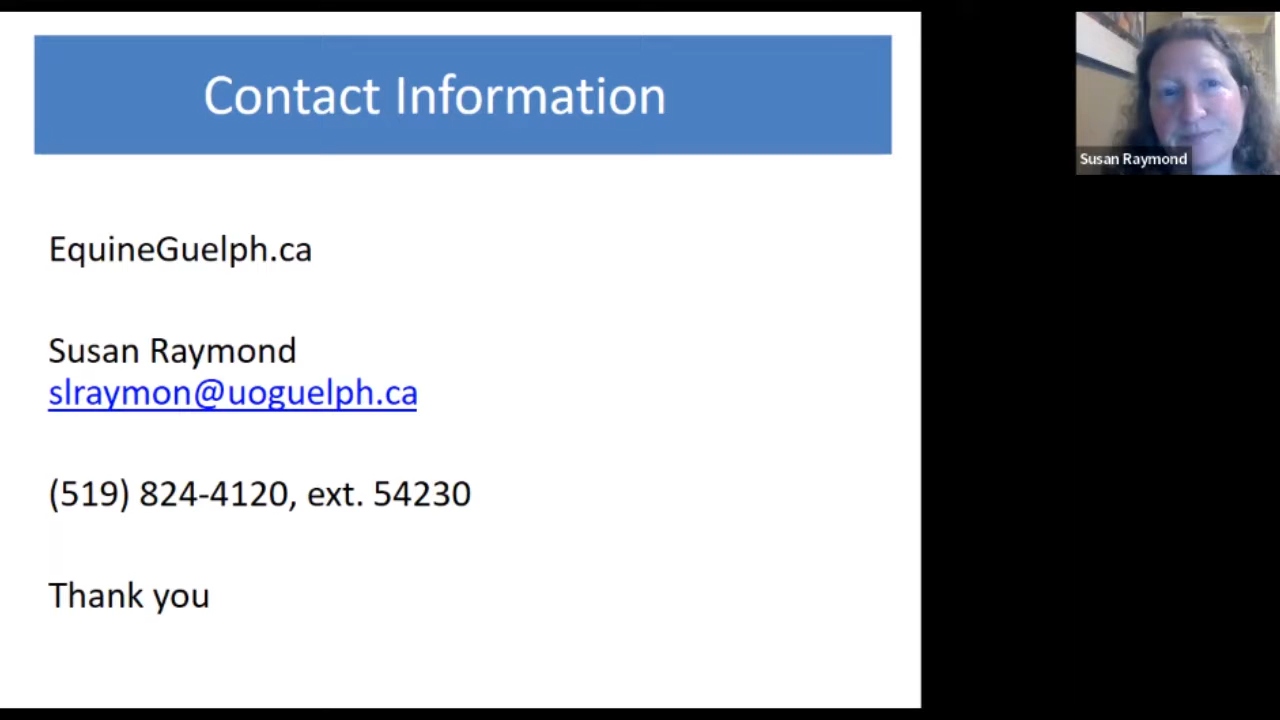 Contact Information
EquineGuelph.ca
Susan Raymond
slraymon@uoguelph.ca
(519) 824-4120, ext. 54230
Thank you
Susan Raymond